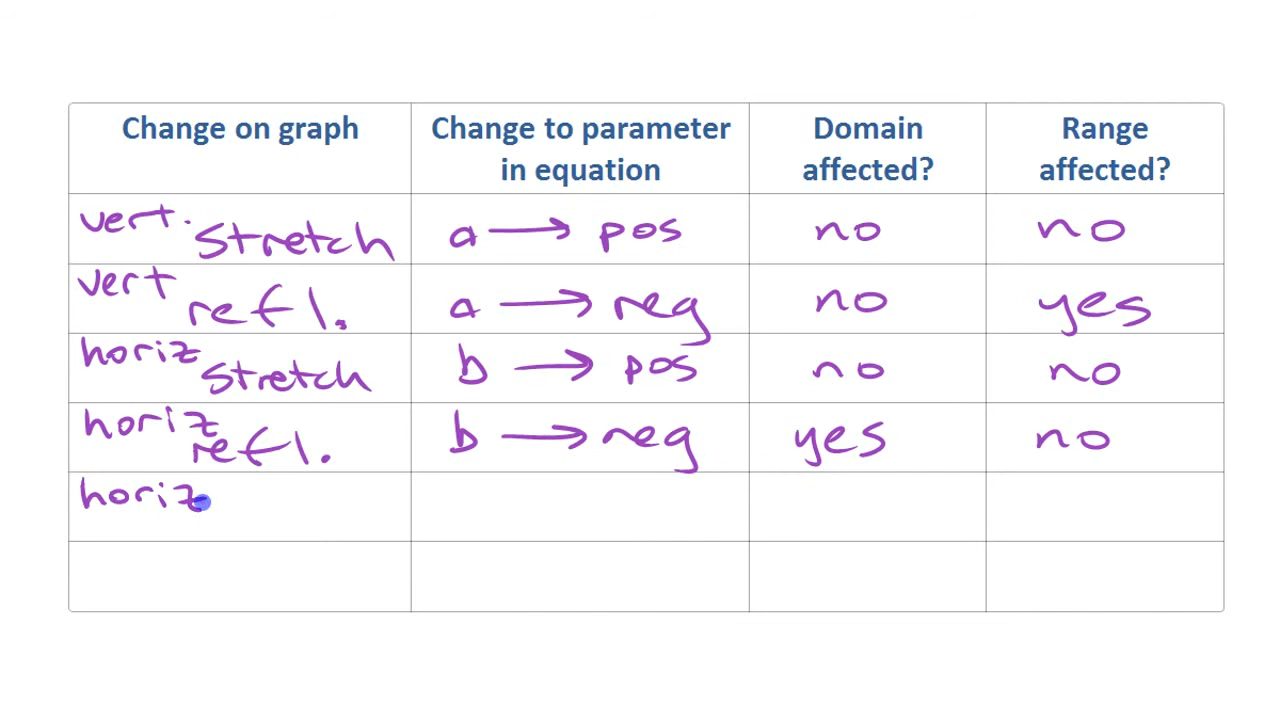 Change on graph
Change to parameter in equation
Domain affected?
Range affected?
vert. stretch a → pos no no
vert refl. a → neg no yes
horiz stretch b → pos no no
horiz refl. b → neg yes no
horiz